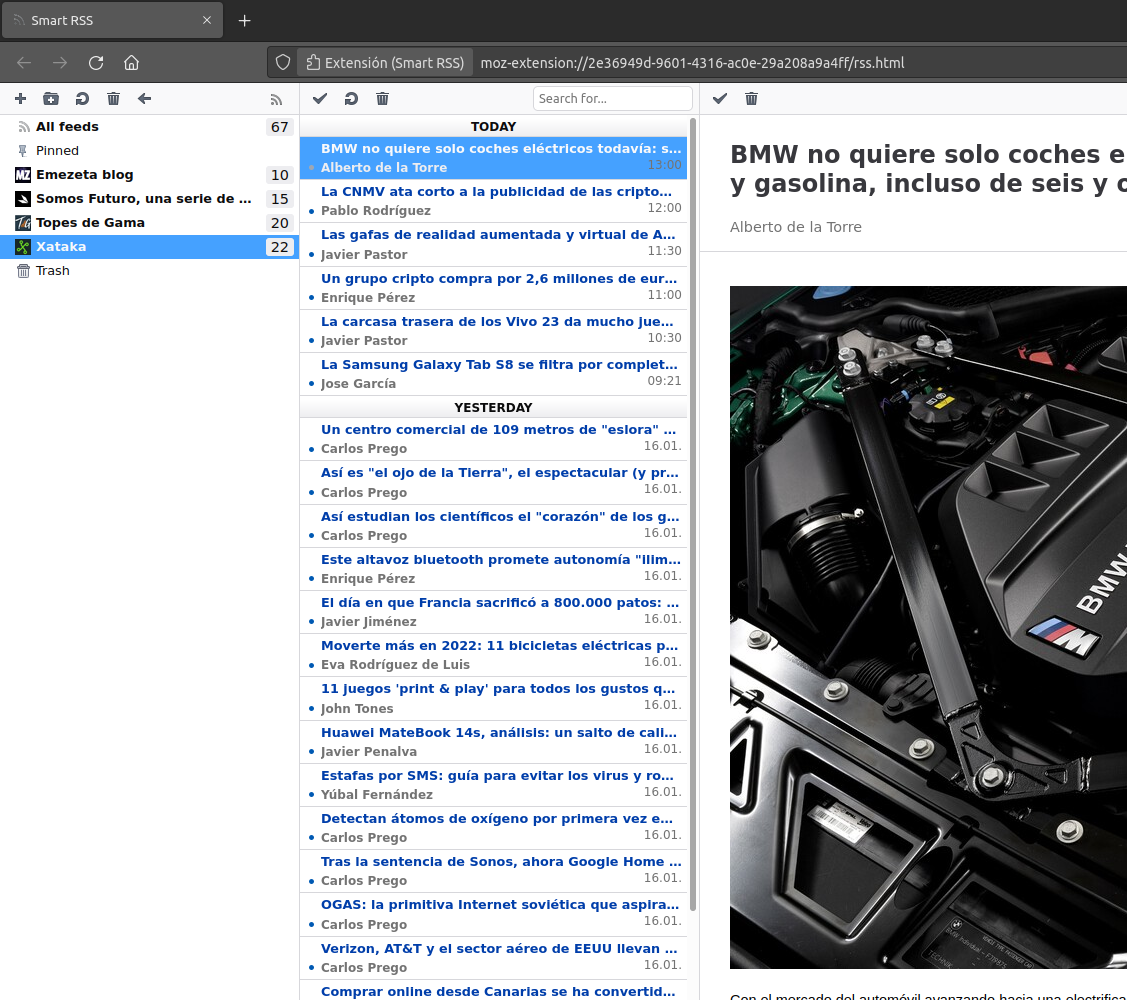 Smart RSS
Extensión (Smart RSS) moz-extension://2e36949d-9601-4316-ac0e-29a208a9a4ff/rss.html
Search for...
All feeds 67
Pinned
Emezeta blog 10
Somos Futuro, una serie de ... 15
Topes de Gama 20
Xataka 22
Trash
TODAY
BMW no quiere solo coches eléctricos todavía: s...
Alberto de la Torre 13:00
La CNMV ata corto a la publicidad de las cripto...
Pablo Rodríguez 12:00
Las gafas de realidad aumentada y virtual de A...
Javier Pastor 11:30
Un grupo cripto compra por 2,6 millones de eur...
Enrique Pérez 11:00
La carcasa trasera de los Vivo 23 da mucho jue...
Javier Pastor 10:30
La Samsung Galaxy Tab S8 se filtra por complet...
Jose García 09:21
YESTERDAY
Un centro comercial de 109 metros de "eslora" ...
Carlos Prego 16.01.
Así es "el ojo de la Tierra", el espectacular (y pr...
Carlos Prego 16.01.
Así estudian los científicos el "corazón" de los g...
Carlos Prego 16.01.
Este altavoz bluetooth promete autonomía "ilim...
Enrique Pérez 16.01.
El día en que Francia sacrificó a 800.000 patos: ...
Javier Jiménez 16.01.
Moverte más en 2022: 11 bicicletas eléctricas p...
Eva Rodríguez de Luis 16.01.
11 juegos 'print & play' para todos los gustos q...
John Tones 16.01.
Huawei MateBook 14s, análisis: un salto de cali...
Javier Penalva 16.01.
Estafas por SMS: guía para evitar los virus y ro...
Yúbal Fernández 16.01.
Detectan átomos de oxígeno por primera vez e...
Carlos Prego 16.01.
Tras la sentencia de Sonos, ahora Google Home ...
Carlos Prego 16.01.
OGAS: la primitiva Internet soviética que aspira...
Carlos Prego 16.01.
Verizon, AT&T y el sector aéreo de EEUU llevan ...
Carlos Prego 16.01.
Comprar online desde Canarias se ha convertid...
BMW no quiere solo coches e
y gasolina, incluso de seis y o
Alberto de la Torre
BMW
M
Con el mercado del automóvil avanzando hacia una electrifica